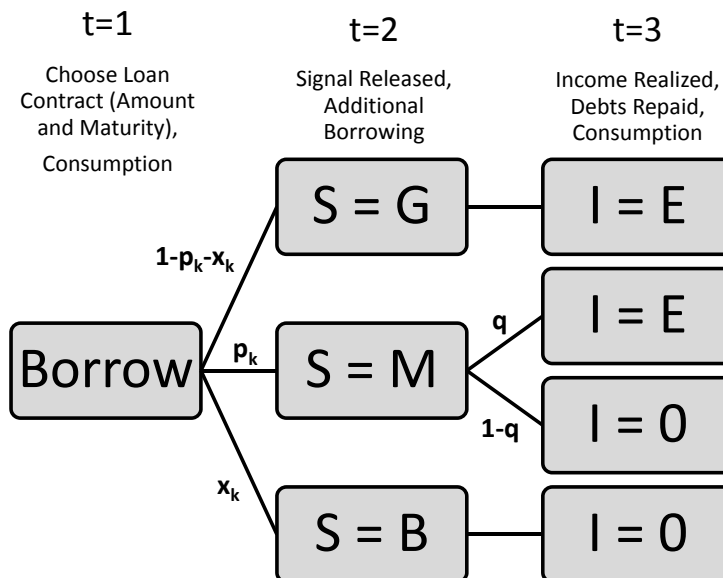 t=1 t=2 t=3
Choose Loan
Contract (Amount
and Maturity),
Consumption
Signal Released,
Additional
Borrowing
Income Realized,
Debts Repaid,
Consumption
S = G
I = E
1-pₖ-xₖ
I = E
q
Borrow
pₖ
S = M
1-q
I = 0
xₖ
S = B
I = 0